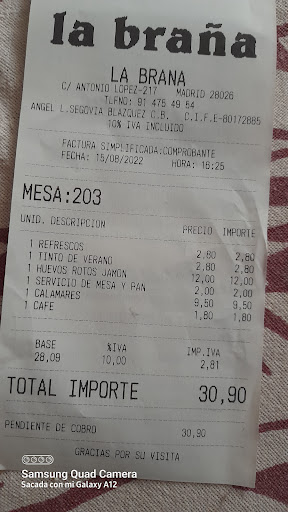 la braña
LA BRANA
C/ ANTONIO LOPEZ-217 MADRID 28026
TLFNO: 91 475 49 54
ANGEL L.SEGOVIA BLAZQUEZ C.B. C.I.F.E-80172885
10% IVA INCLUIDO
FACTURA SIMPLIFICADA:COMPROBANTE
FECHA: 15/08/2022 HORA: 16:25
MESA:203
UNID. DESCRIPCION PRECIO IMPORTE
1 REFRESCOS 2,80 2,80
1 TINTO DE VERANO 2,80 2,80
1 HUEVOS ROTOS JAMON 12,00 12,00
1 SERVICIO DE MESA Y PAN 2,00 2,00
1 CALAMARES 9,50 9,50
1 CAFE 1,80 1,80
BASE %IVA IMP.IVA
28,09 10,00 2,81
TOTAL IMPORTE 30,90
PENDIENTE DE COBRO 30,90
GRACIAS POR SU VISITA
Samsung Quad Camera
Sacada con mi Galaxy A12